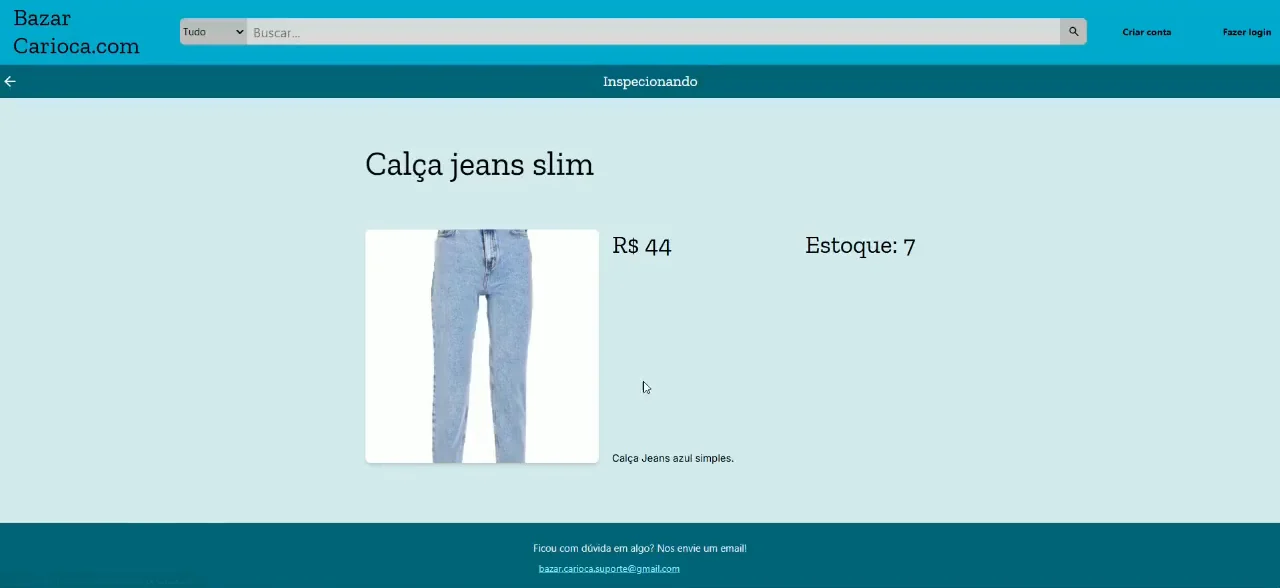 Bazar
Carioca.com
Tudo
Buscar...
Criar conta
Fazer login
Inspecionando
Calça jeans slim
R$ 44
Estoque: 7
Calça Jeans azul simples.
Ficou com dúvida em algo? Nos envie um email!
bazar.carioca.suporte@gmail.com